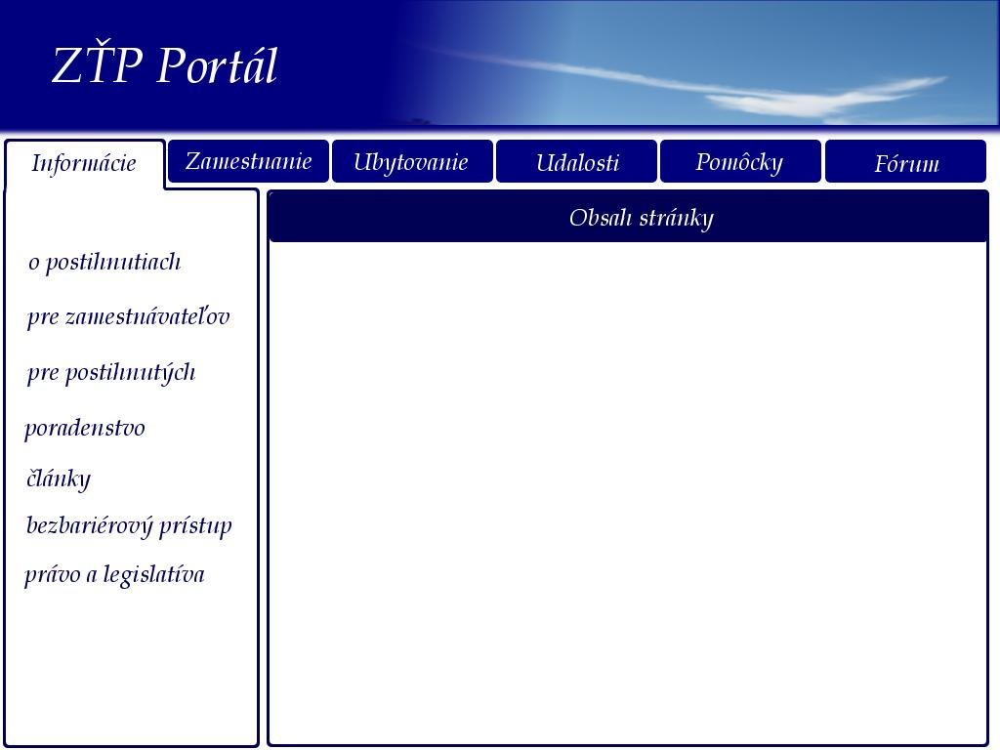 ZŤP Portál
Informácie
Zamestnanie
Ubytovanie
Udalosti
Pomôcky
Fórum
Obsah stránky
o postihnutiach
pre zamestnávateľov
pre postihnutých
poradenstvo
články
bezbariérový prístup
právo a legislatíva